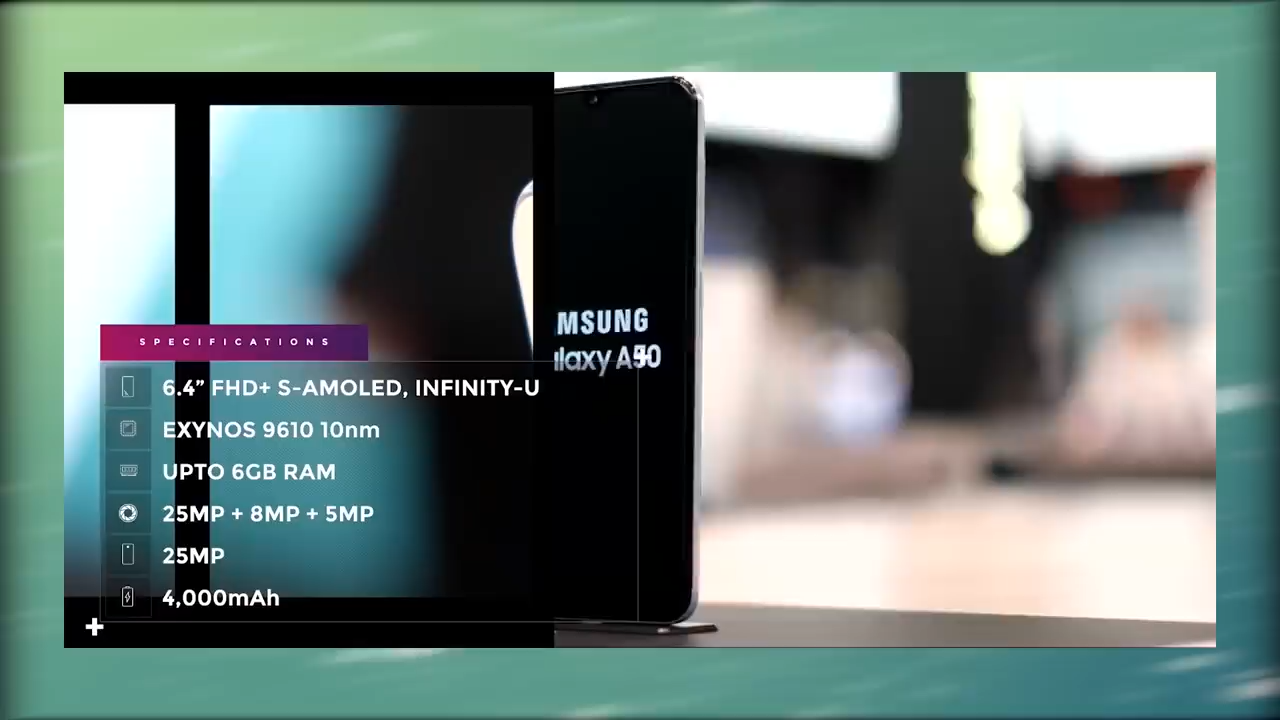 SPECIFICATIONS
6.4” FHD+ S-AMOLED, INFINITY-U
EXYNOS 9610 10nm
UPTO 6GB RAM
25MP + 8MP + 5MP
25MP
4,000mAh
MSUNG
laxy A50